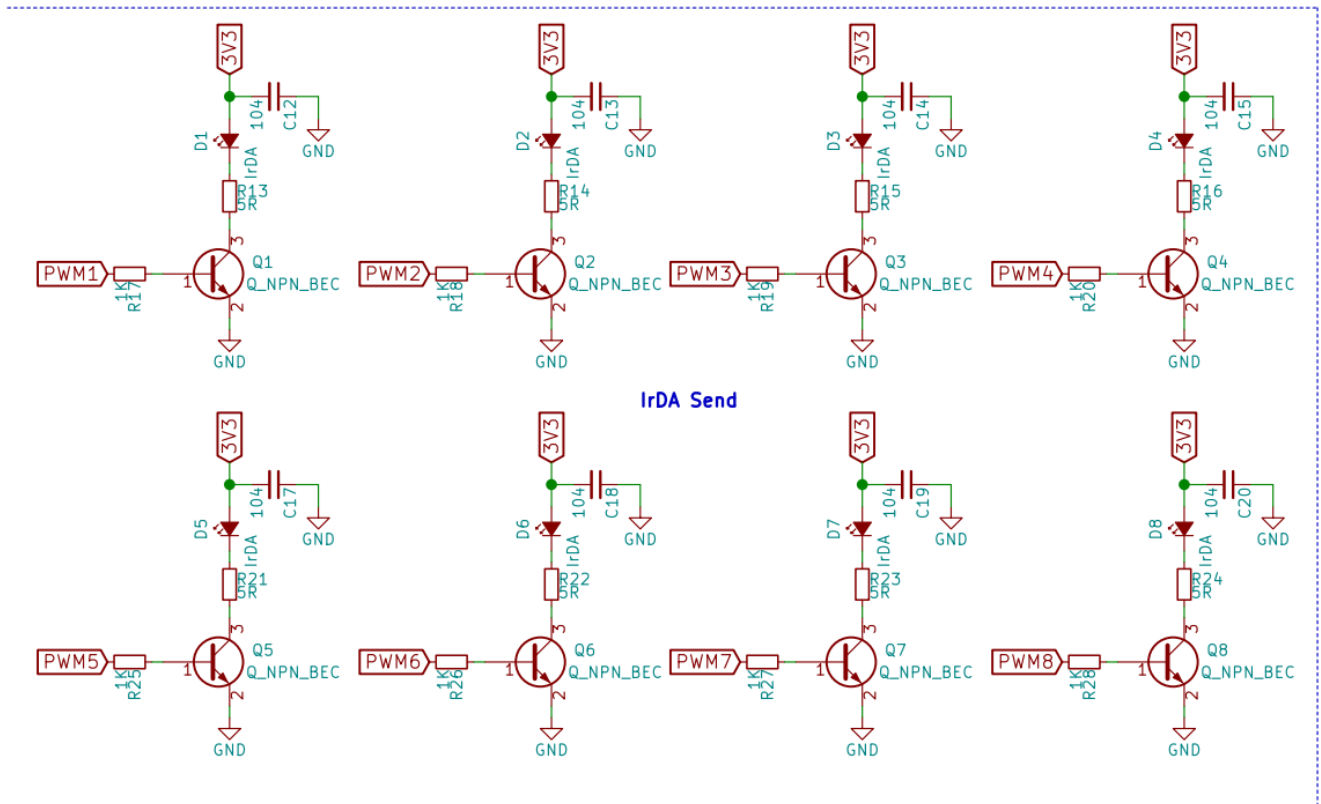 3V3 3V3 3V3 3V3
104 C12 104 C13 104 C14 104 C15
D1 GND D2 GND D3 GND D4 GND
IrDA IrDA IrDA IrDA
R13 R14 R15 R16
5R 5R 5R 5R
3 3 3 3
Q1 Q2 Q3 Q4
PWM1 PWM2 PWM3 PWM4
1 Q_NPN_BEC 1 Q_NPN_BEC 1 Q_NPN_BEC 1 Q_NPN_BEC
1K R17 1K R18 1K R19 1K R20
2 2 2 2
GND GND GND GND
IrDA Send
3V3 3V3 3V3 3V3
104 C17 104 C18 104 C19 104 C20
D5 GND D6 GND D7 GND D8 GND
IrDA IrDA IrDA IrDA
R21 R22 R23 R24
5R 5R 5R 5R
3 3 3 3
Q5 Q6 Q7 Q8
PWM5 PWM6 PWM7 PWM8
1 Q_NPN_BEC 1 Q_NPN_BEC 1 Q_NPN_BEC 1 Q_NPN_BEC
1K R25 1K R26 1K R27 1K R28
2 2 2 2
GND GND GND GND